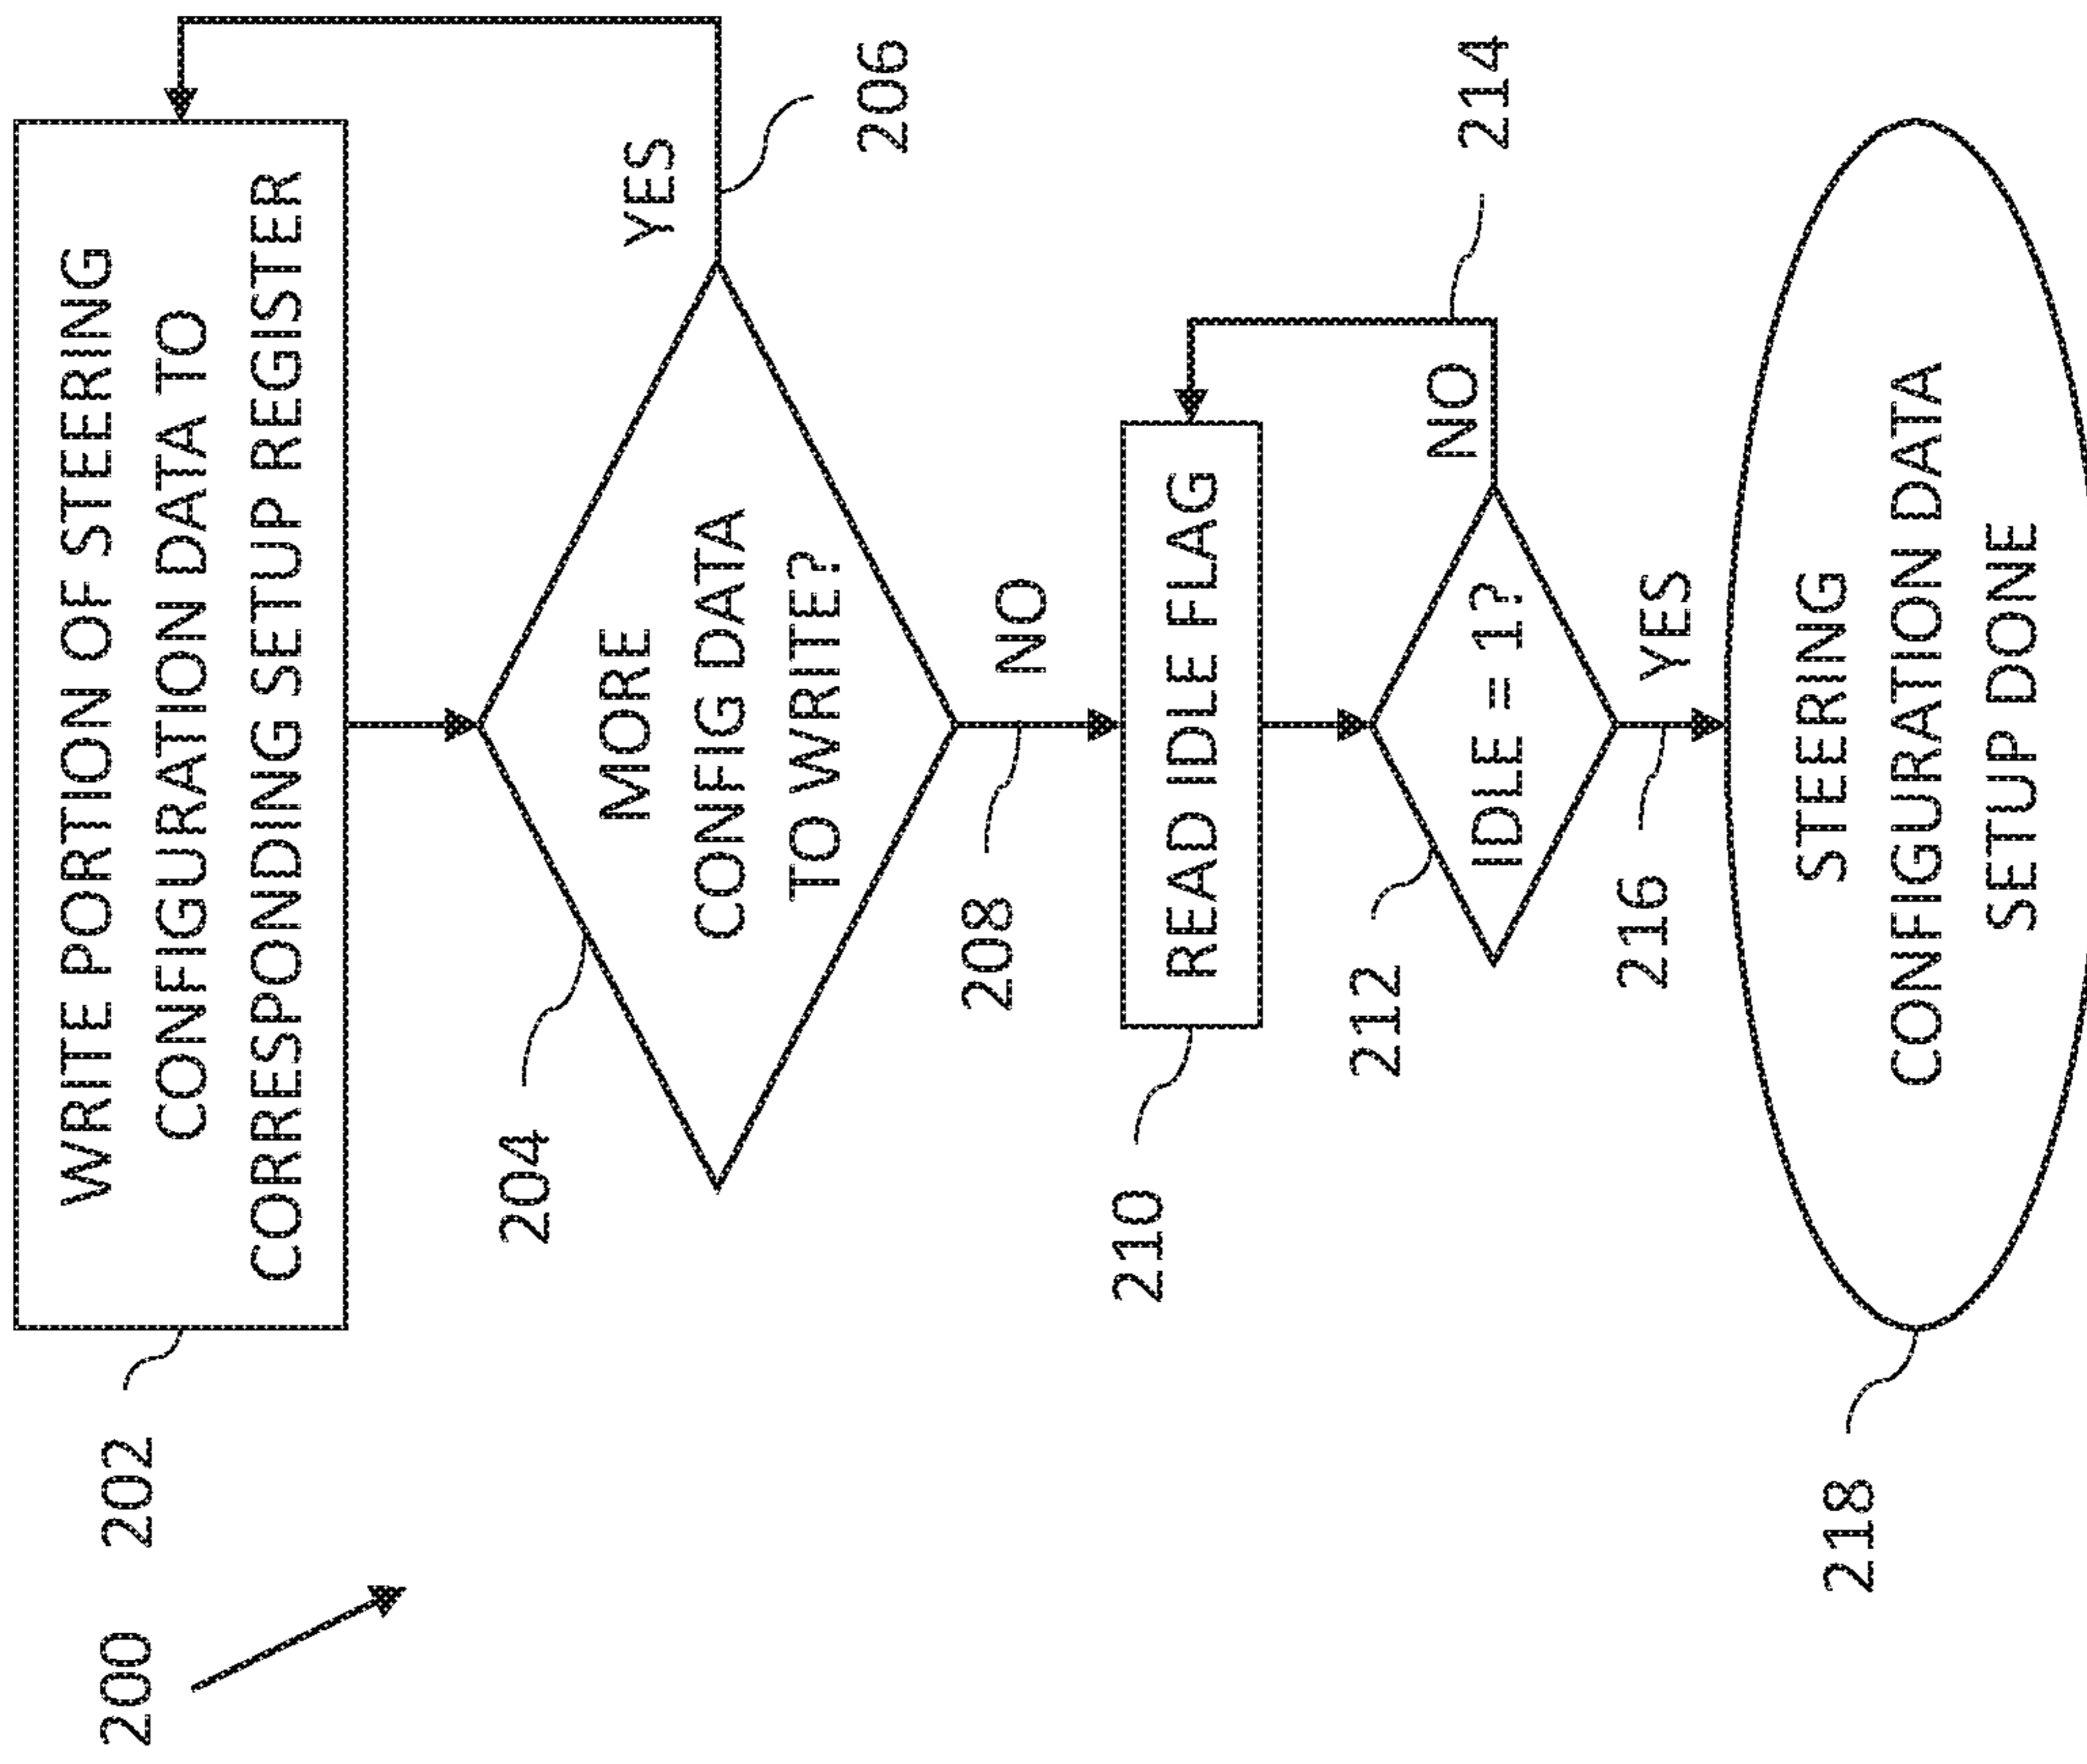 200
202
WRITE PORTION OF STEERING
CONFIGURATION DATA TO
CORRESPONDING SETUP REGISTER
204
MORE
CONFIG DATA
TO WRITE?
YES
206
208
NO
210
READ IDLE FLAG
212
IDLE = 1?
NO
214
216
YES
218
STEERING
CONFIGURATION DATA
SETUP DONE